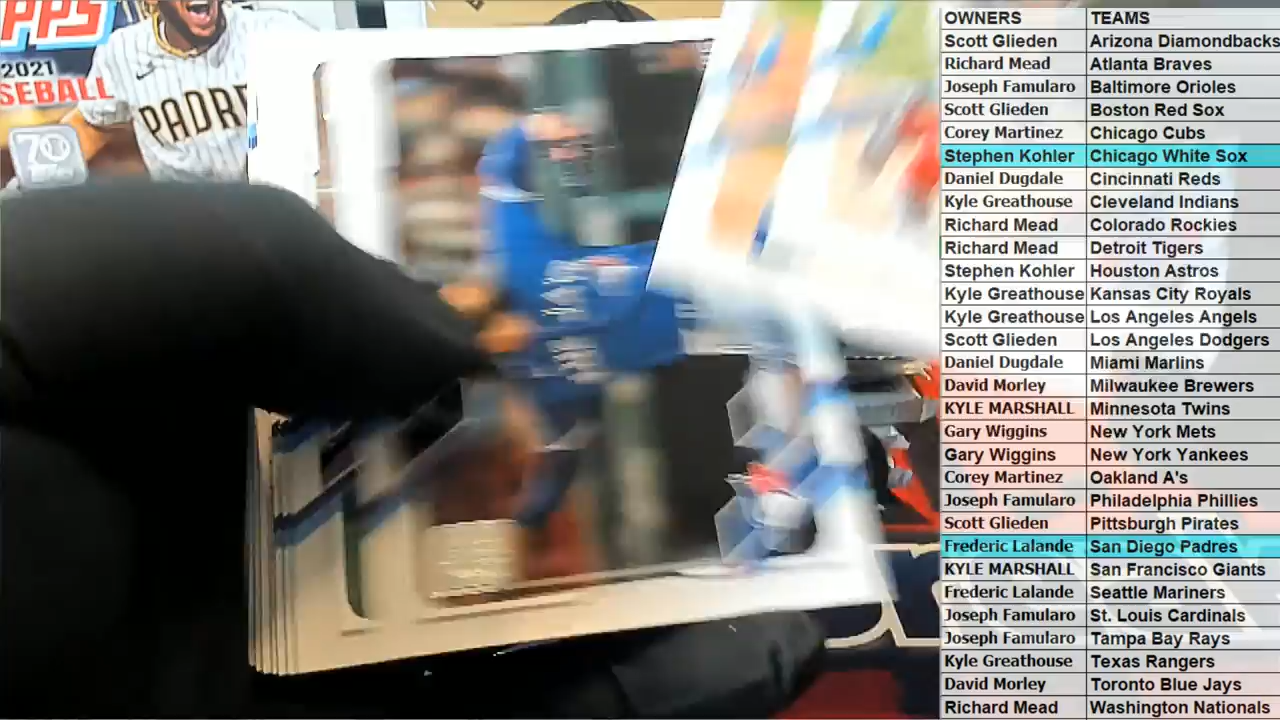 PPS
2021
SEBALL
70
PADRE
OWNERS TEAMS
Scott Glieden Arizona Diamondbacks
Richard Mead Atlanta Braves
Joseph Famularo Baltimore Orioles
Scott Glieden Boston Red Sox
Corey Martinez Chicago Cubs
Stephen Kohler Chicago White Sox
Daniel Dugdale Cincinnati Reds
Kyle Greathouse Cleveland Indians
Richard Mead Colorado Rockies
Richard Mead Detroit Tigers
Stephen Kohler Houston Astros
Kyle Greathouse Kansas City Royals
Kyle Greathouse Los Angeles Angels
Scott Glieden Los Angeles Dodgers
Daniel Dugdale Miami Marlins
David Morley Milwaukee Brewers
KYLE MARSHALL Minnesota Twins
Gary Wiggins New York Mets
Gary Wiggins New York Yankees
Corey Martinez Oakland A's
Joseph Famularo Philadelphia Phillies
Scott Glieden Pittsburgh Pirates
Frederic Lalande San Diego Padres
KYLE MARSHALL San Francisco Giants
Frederic Lalande Seattle Mariners
Joseph Famularo St. Louis Cardinals
Joseph Famularo Tampa Bay Rays
Kyle Greathouse Texas Rangers
David Morley Toronto Blue Jays
Richard Mead Washington Nationals